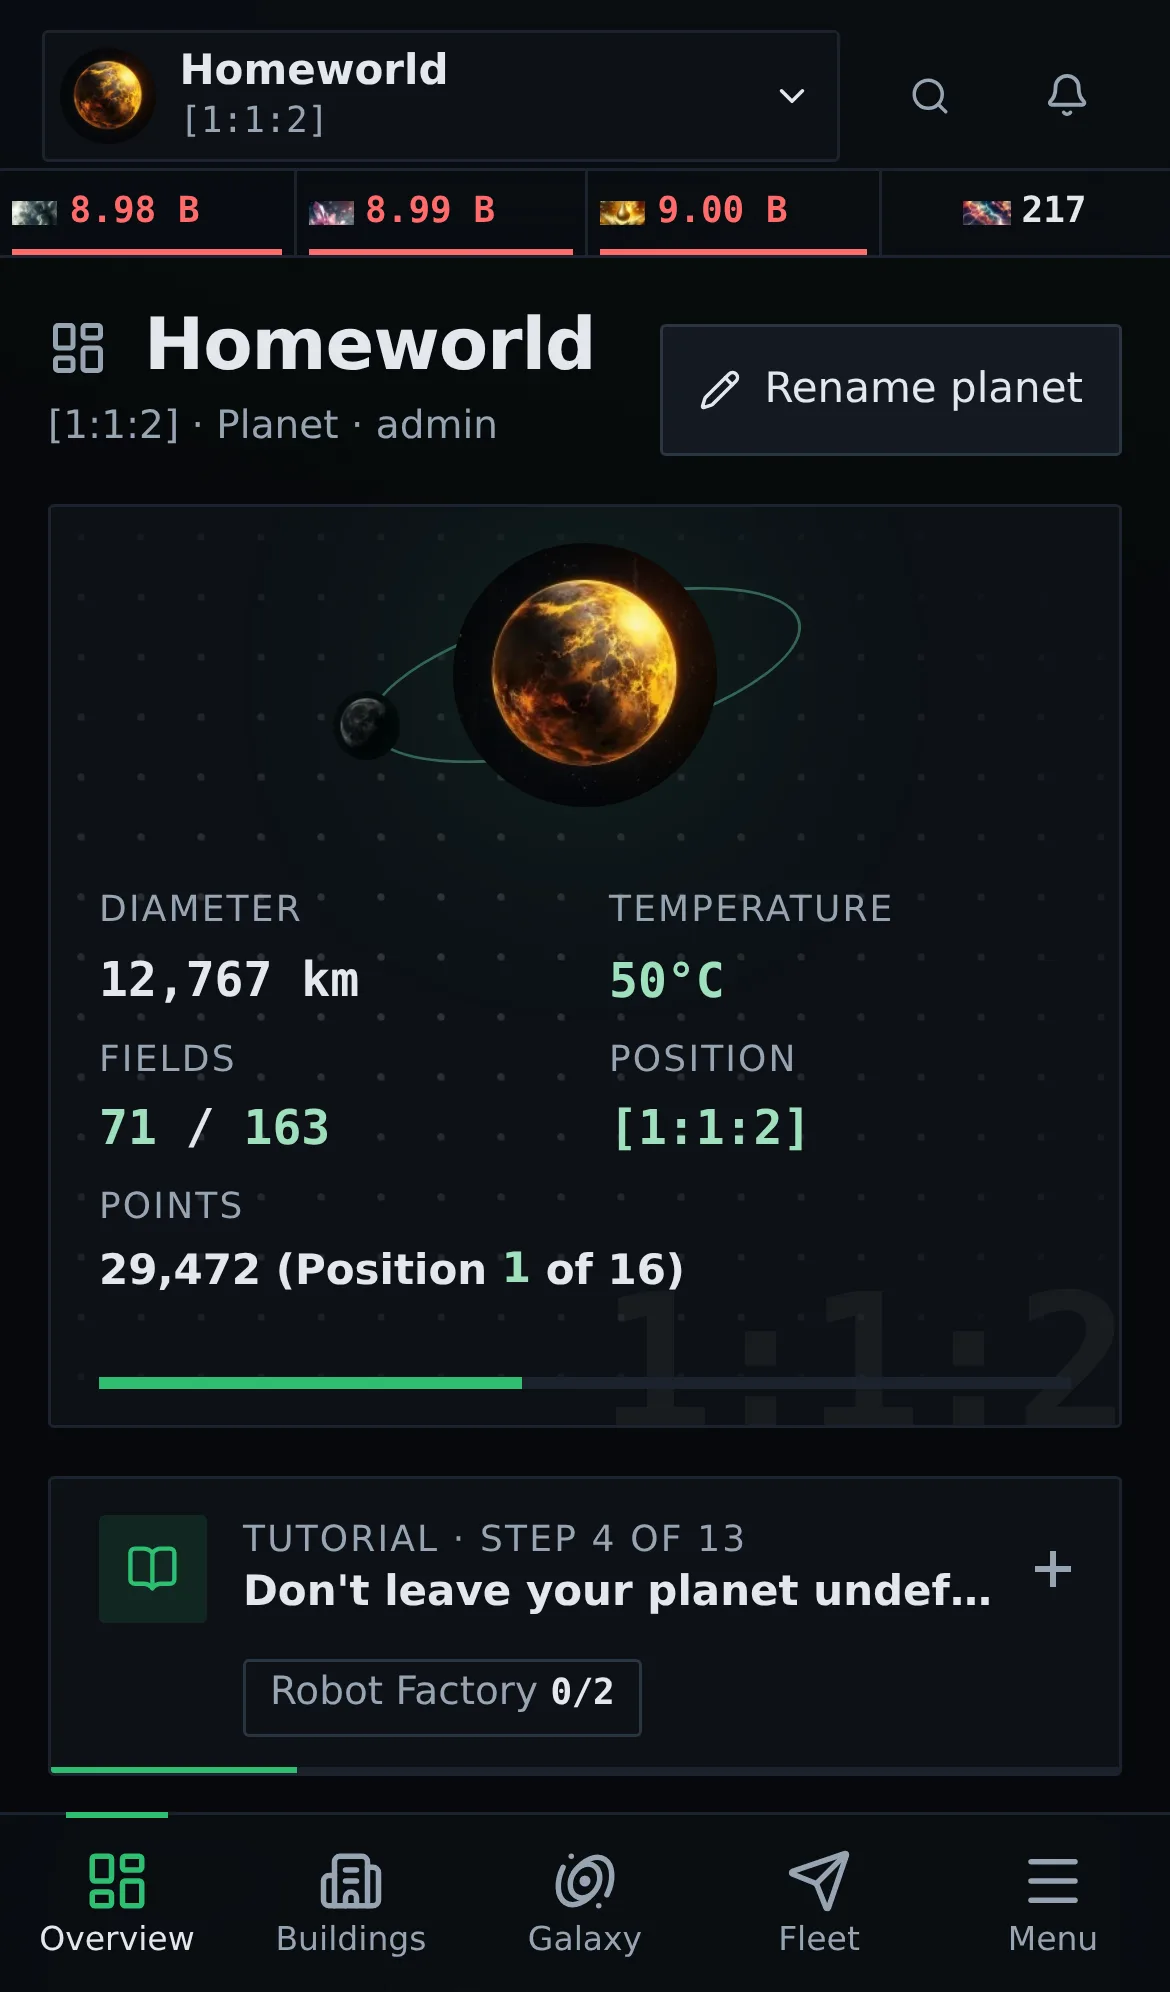 Homeworld
[1:1:2]
8.98 B
8.99 B
9.00 B
217
Homeworld
[1:1:2] · Planet · admin
Rename planet
DIAMETER
12,767 km
TEMPERATURE
50°C
FIELDS
71 / 163
POSITION
[1:1:2]
POINTS
29,472 (Position 1 of 16)
1:1:2
TUTORIAL · STEP 4 OF 13
Don't leave your planet undef…
Robot Factory 0/2
Overview
Buildings
Galaxy
Fleet
Menu